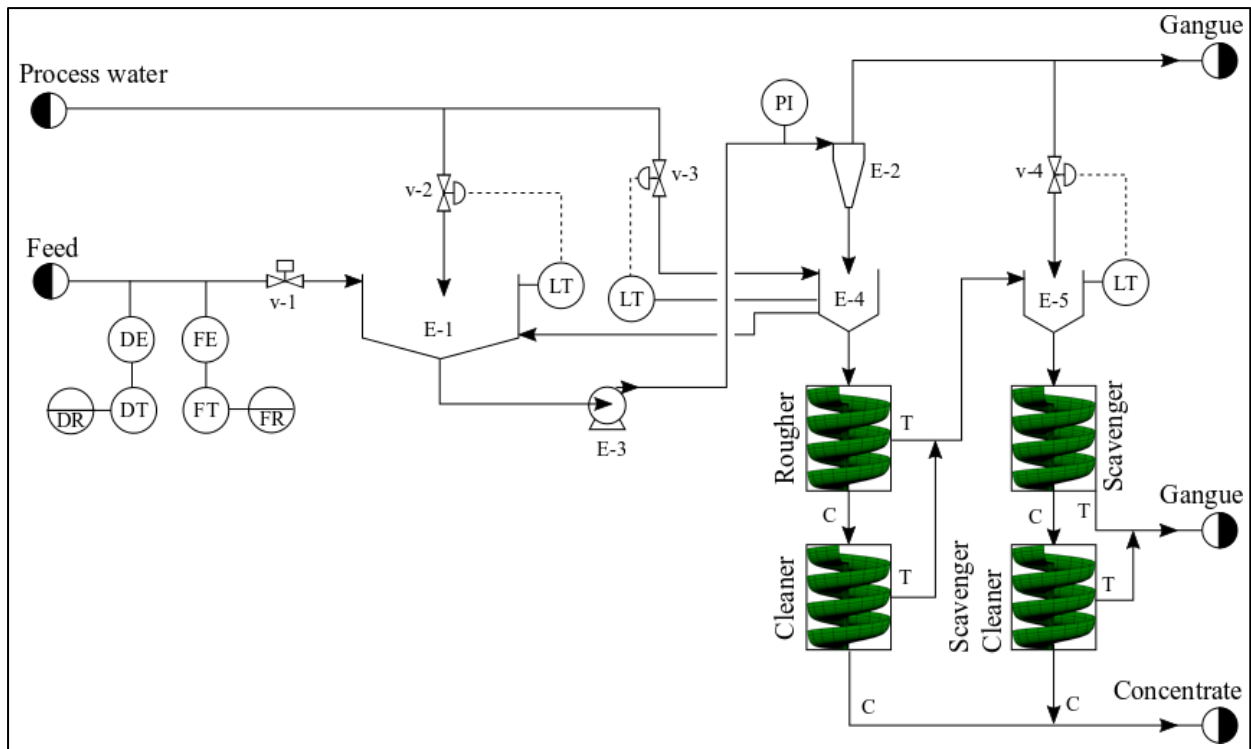 Gangue
Process water
PI
v-2
v-3
E-2
v-4
Feed
LT
LT
LT
v-1
E-1
E-4
E-5
DE
FE
DR
DT
FT
FR
E-3
Rougher
T
Scavenger
C
C
T
Gangue
Cleaner
T
Scavenger
Cleaner
T
C
C
Concentrate